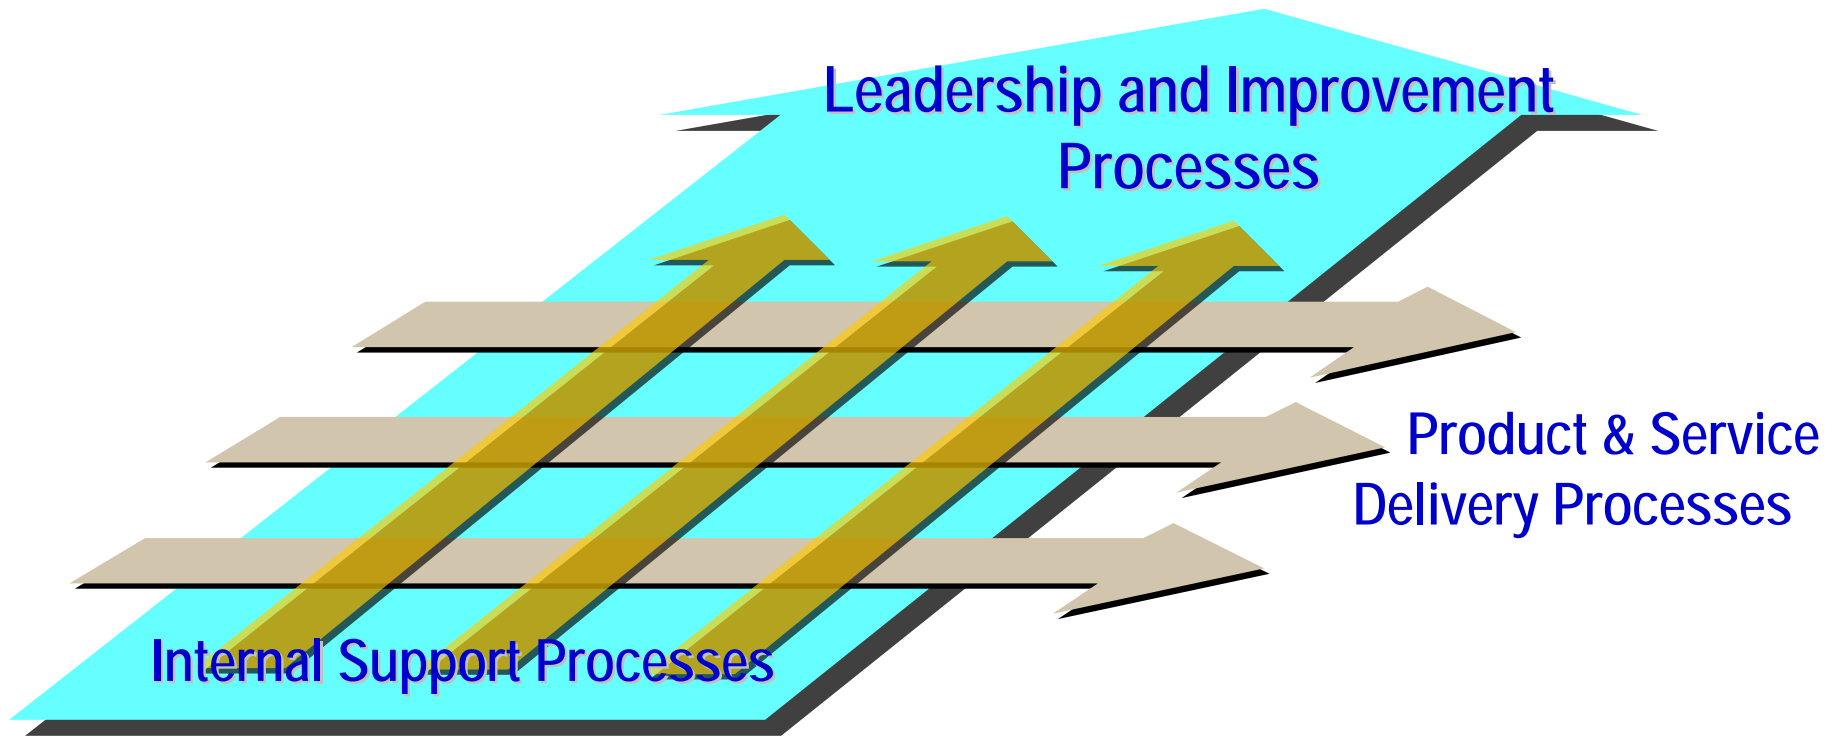 Leadership and Improvement
Processes
Product & Service
Delivery Processes
Internal Support Processes